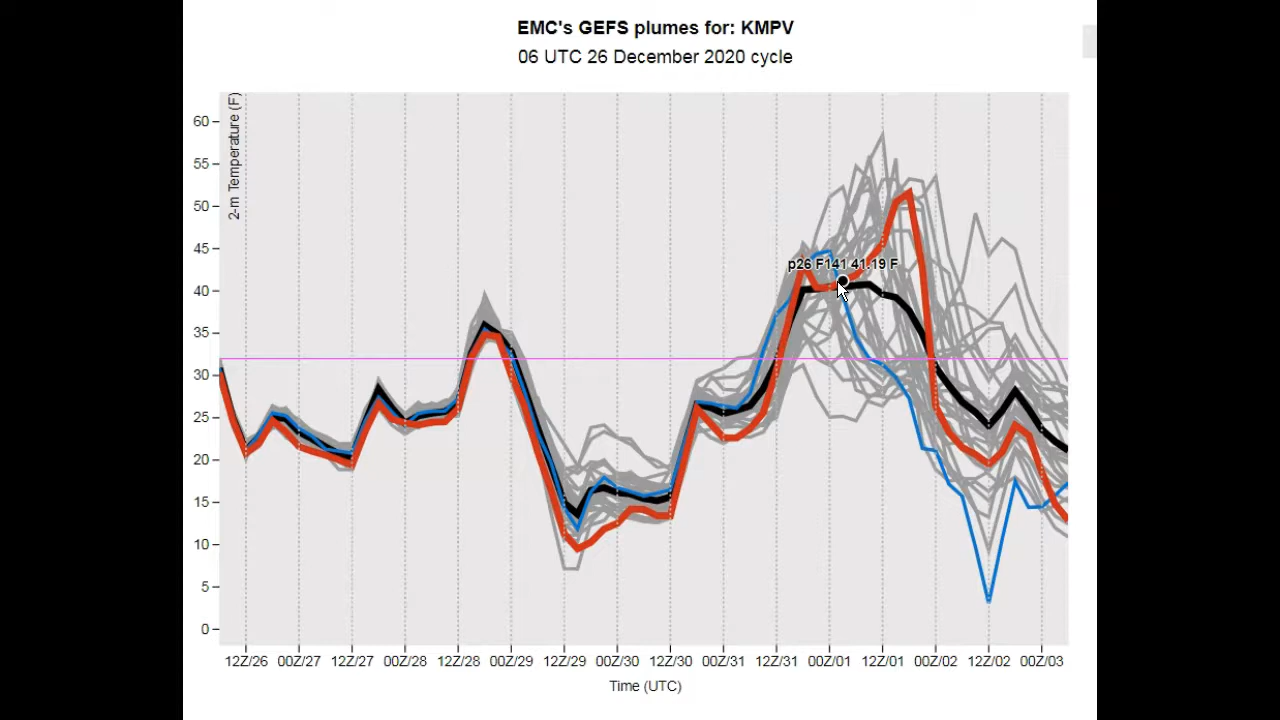 EMC's GEFS plumes for: KMPV
06 UTC 26 December 2020 cycle
2-m Temperature (F)
60
55
50
45
40
35
30
25
20
15
10
5
0
p26 F141 41.19 F
12Z/26 00Z/27 12Z/27 00Z/28 12Z/28 00Z/29 12Z/29 00Z/30 12Z/30 00Z/31 12Z/31 00Z/01 12Z/01 00Z/02 12Z/02 00Z/03
Time (UTC)